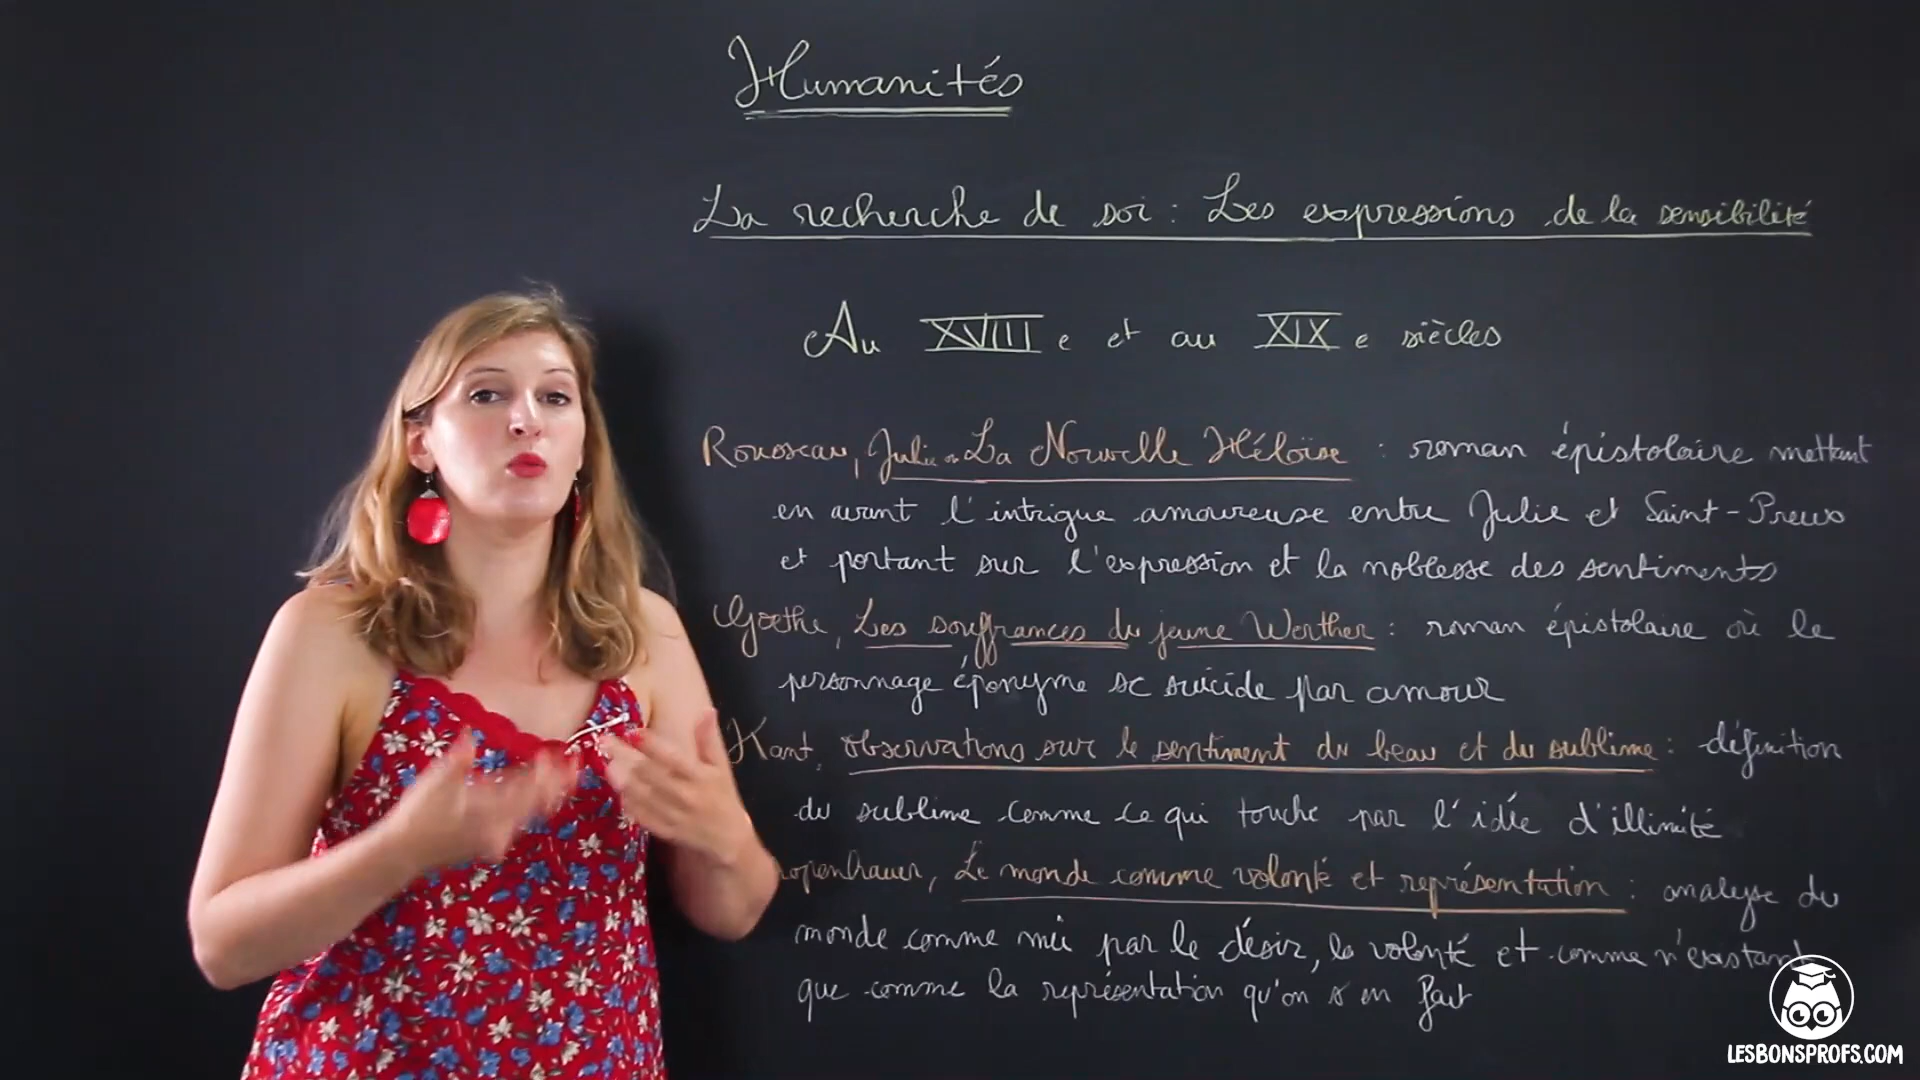 Humanités
La recherche de soi : Les expressions de la sensibilité
Au XVIII e et au XIX e siècles
Rousseau, Julie ou La Nouvelle Héloïse : roman épistolaire mettant
en avant l'intrigue amoureuse entre Julie et Saint-Preux
et portant sur l'expression et la noblesse des sentiments
Goethe, Les souffrances du jeune Werther : roman épistolaire où le
personnage éponyme se suicide par amour
Kant, Observations sur le sentiment du beau et du sublime : définition
du sublime comme ce qui touche par l'idée d'illimité
hopenhauer, Le monde comme volonté et représentation : analyse du
monde comme mû par le désir, la volonté et comme n'existant
que comme la représentation qu'on s'en fait
LESBONSPROFS.COM